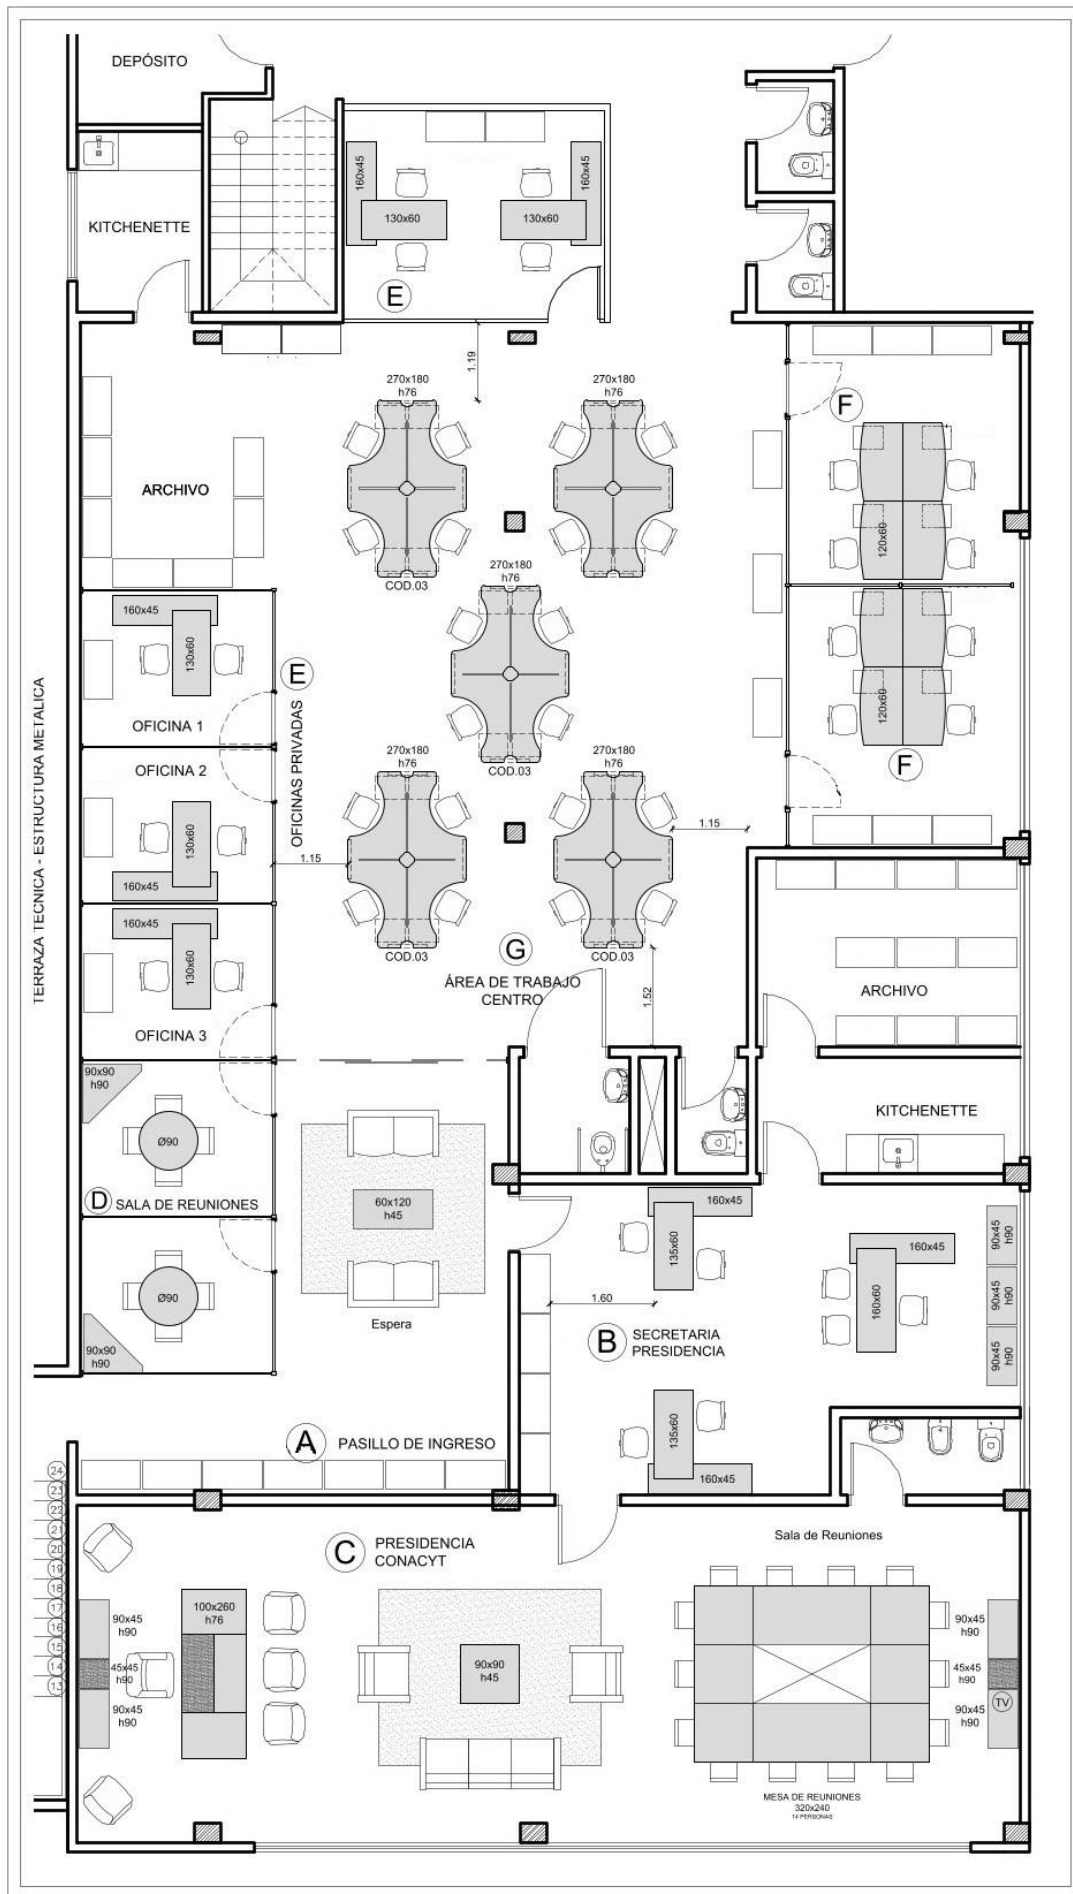 DEPÓSITO
KITCHENETTE
160x45
160x45
130x60
130x60
E
1.19
270x180
h76
270x180
h76
F
ARCHIVO
120x60
COD.03
COD.03
270x180
h76
160x45
130x60
OFICINA 1
E
OFICINAS PRIVADAS
120x60
F
TERRAZA TECNICA - ESTRUCTURA METALICA
OFICINA 2
130x60
160x45
COD.03
270x180
h76
270x180
h76
1.15
1.15
160x45
130x60
OFICINA 3
COD.03
COD.03
G
ÁREA DE TRABAJO
CENTRO
1.52
ARCHIVO
90x90
h90
Ø90
D
SALA DE REUNIONES
KITCHENETTE
60x120
h45
160x45
135x60
160x45
160x60
90x45
h90
90x45
h90
90x45
h90
Ø90
90x90
h90
Espera
1.60
B
SECRETARIA
PRESIDENCIA
135x60
160x45
A
PASILLO DE INGRESO
24
23
22
21
20
19
18
17
16
15
14
13
C
PRESIDENCIA
CONACYT
Sala de Reuniones
100x260
h76
90x45
h90
45x45
h90
90x45
h90
90x90
h45
90x45
h90
45x45
h90
90x45
h90
TV
MESA DE REUNIONES
320x240
14 PERSONAS